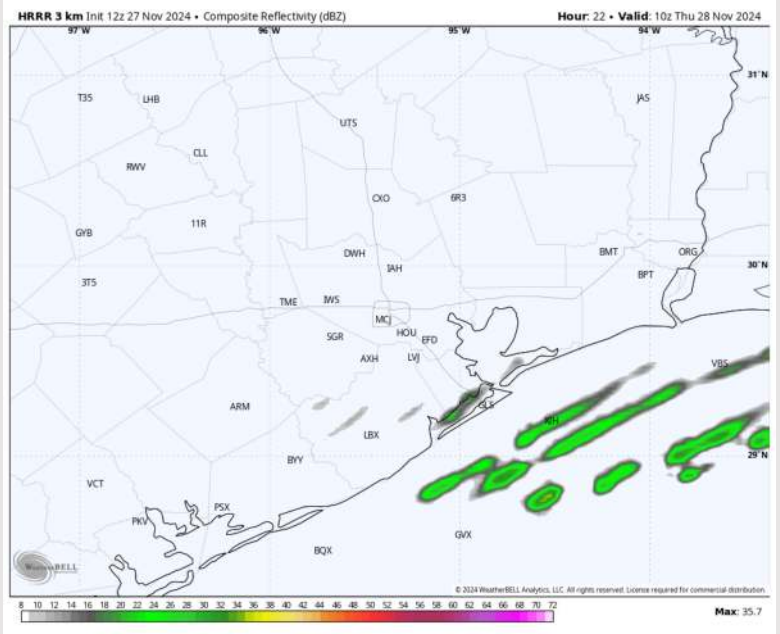 HRRR 3 km Init 12z 27 Nov 2024 • Composite Reflectivity (dBZ) Hour: 22 • Valid: 10z Thu 28 Nov 2024
97°W 96°W 95°W 94°W
31°N
T35 LHB JAS
UTS
CLL
RWV
CXO 6R3
11R
GYB
DWH BMT ORG
IAH 30°N
BPT
3T5
TME IWS
MCJ
HOU
SGR EFD
AXH LVJ
VBS
ARM GLS
XIH
LBX
BYY 29°N
VCT
PSX
PKV
GVX
BQX
WeatherBELL
© 2024 WeatherBELL Analytics, LLC. All rights reserved. License required for commercial distribution.
8 10 12 14 16 18 20 22 24 26 28 30 32 34 36 38 40 42 44 46 48 50 52 54 56 58 60 62 64 66 68 70 72 Max: 35.7